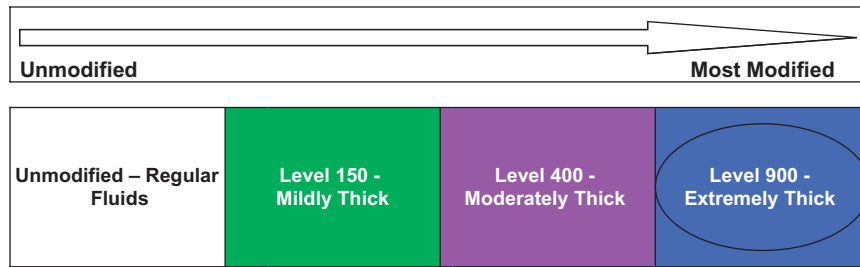 Unmodified Most Modified
Unmodified – Regular
Fluids
Level 150 -
Mildly Thick
Level 400 -
Moderately Thick
Level 900 -
Extremely Thick